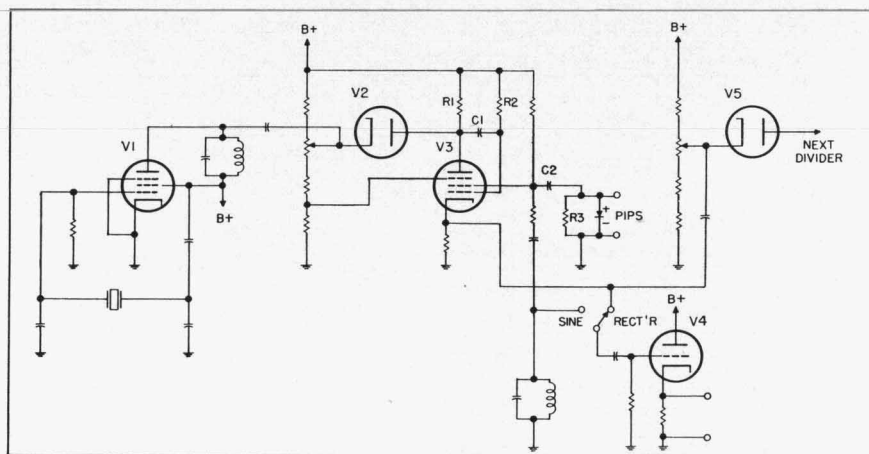 B+
B+
V2
R1
R2
C1
V5
V1
V3
NEXT
DIVIDER
C2
B+
R3
+
-
PIPS
B+
SINE
RECT'R
V4